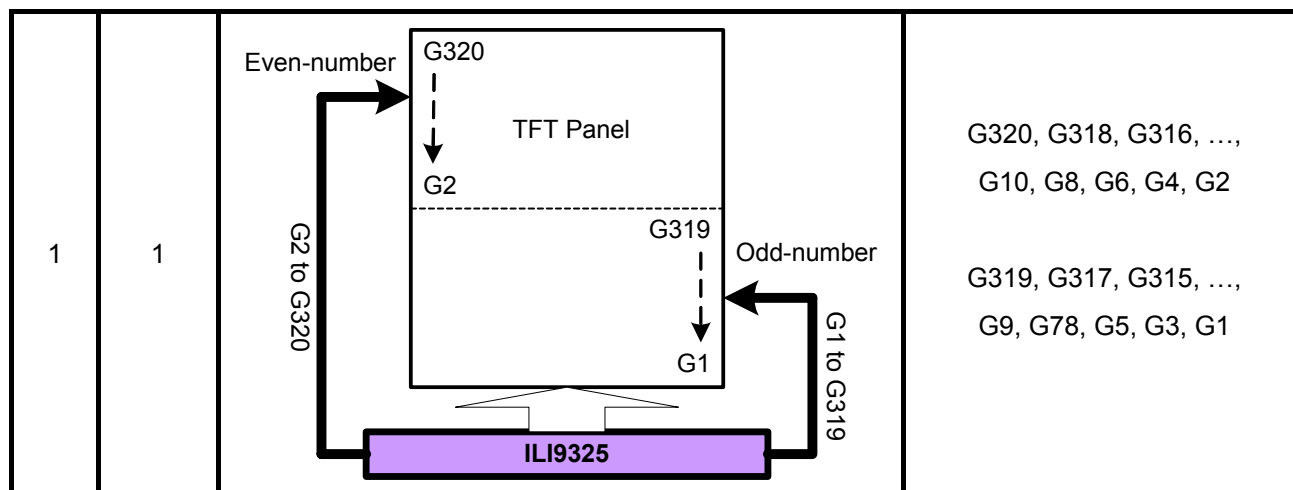 1
1
Even-number
G320
TFT Panel
G2
G319
Odd-number
G1
G2 to G320
G1 to G319
ILI9325
G320, G318, G316, …,
G10, G8, G6, G4, G2
G319, G317, G315, …,
G9, G78, G5, G3, G1